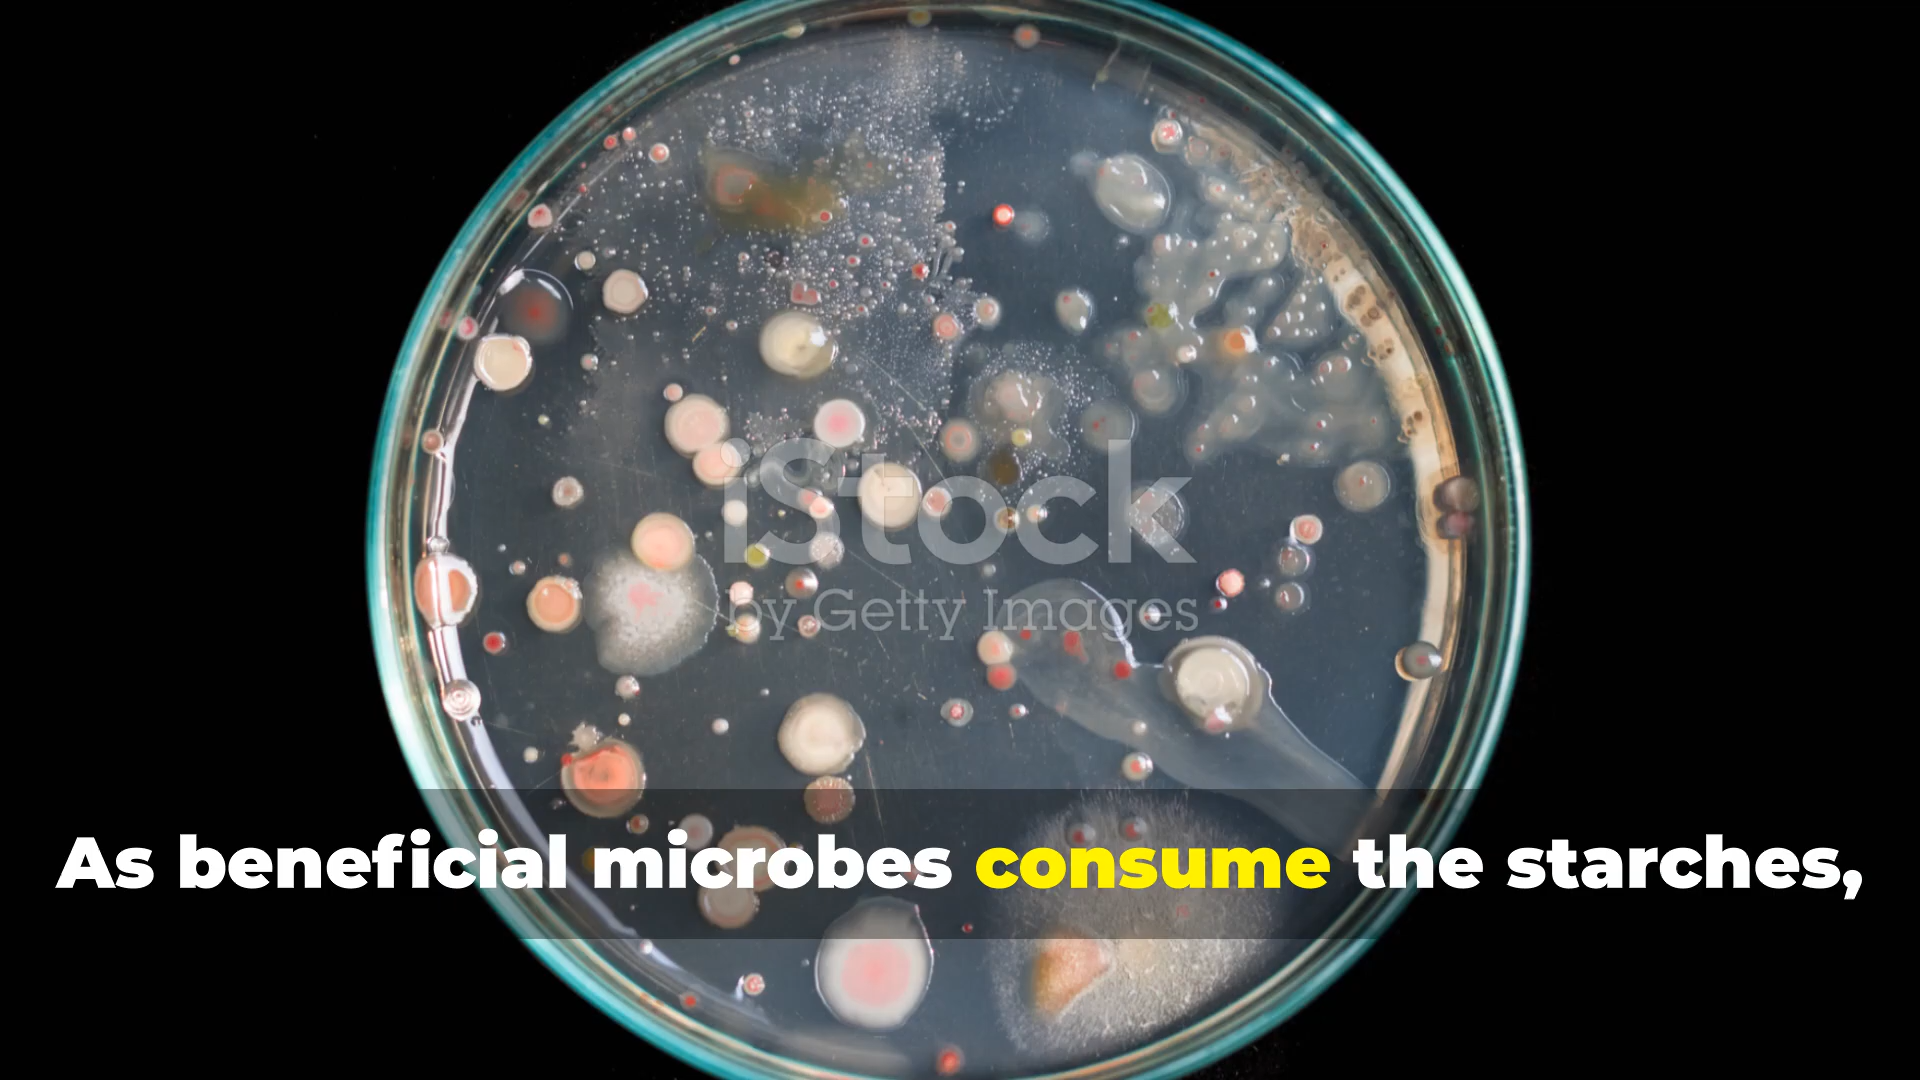 iStock
by Getty Images
As beneficial microbes consume the starches,